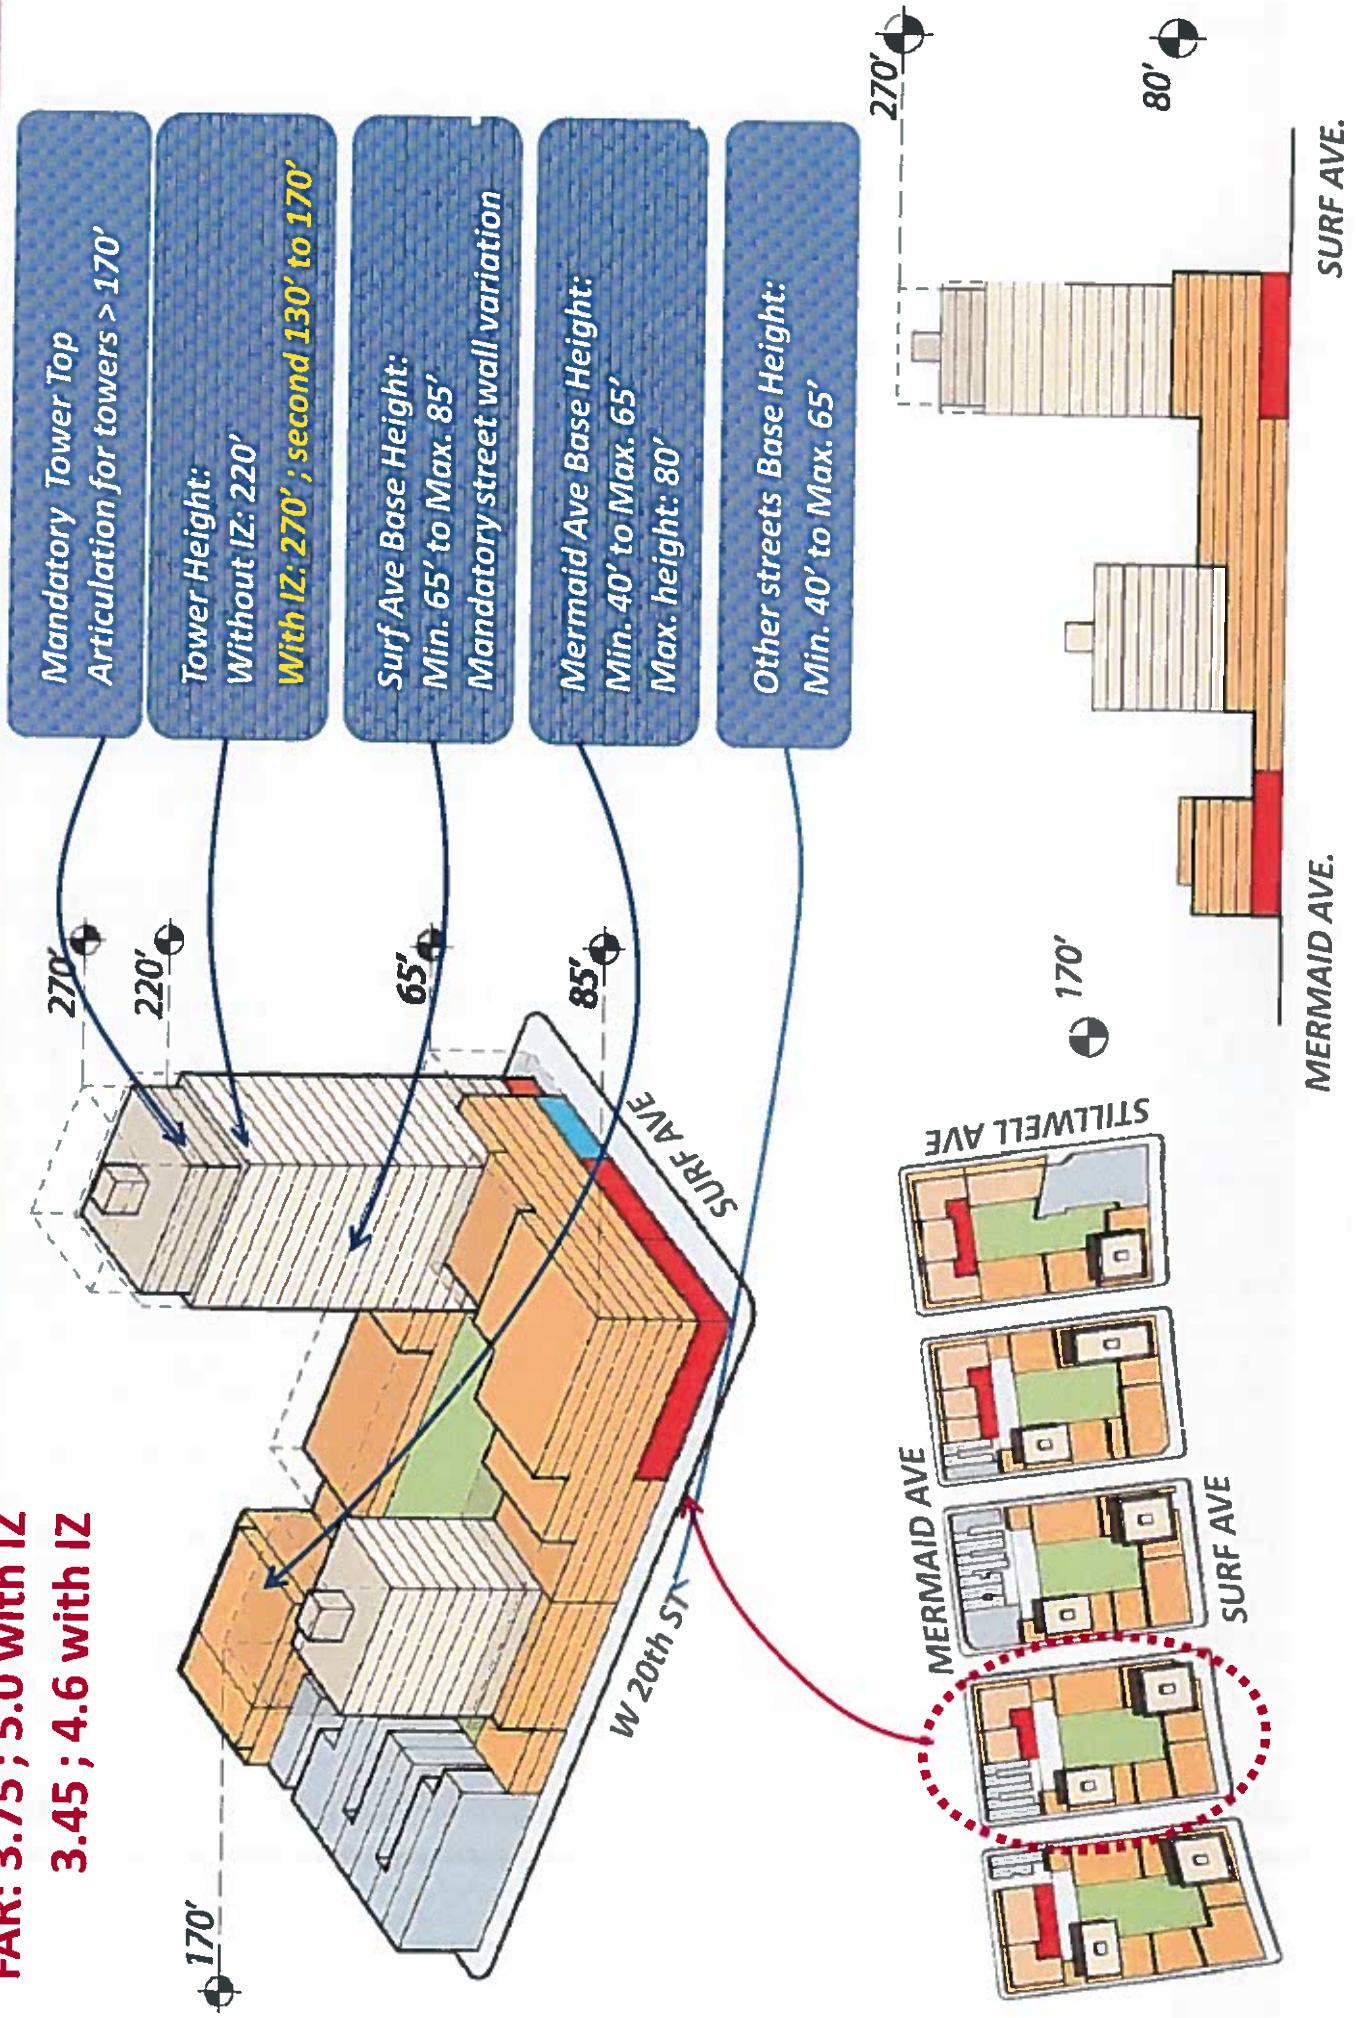 FAR: 3.75 ; 5.0 with IZ
3.45 ; 4.6 with IZ
Mandatory Tower Top
Articulation for towers > 170'
Tower Height:
Without IZ: 220'
With IZ: 270' ; second 130' to 170'
Surf Ave Base Height:
Min. 65' to Max. 85'
Mandatory street wall variation
Mermaid Ave Base Height:
Min. 40' to Max. 65'
Max. height: 80'
Other streets Base Height:
Min. 40' to Max. 65'
270'
220'
65'
85'
170'
SURF AVE
W 20th ST
MERMAID AVE
STILLWELL AVE
SURF AVE
270'
80'
170'
MERMAID AVE.
SURF AVE.